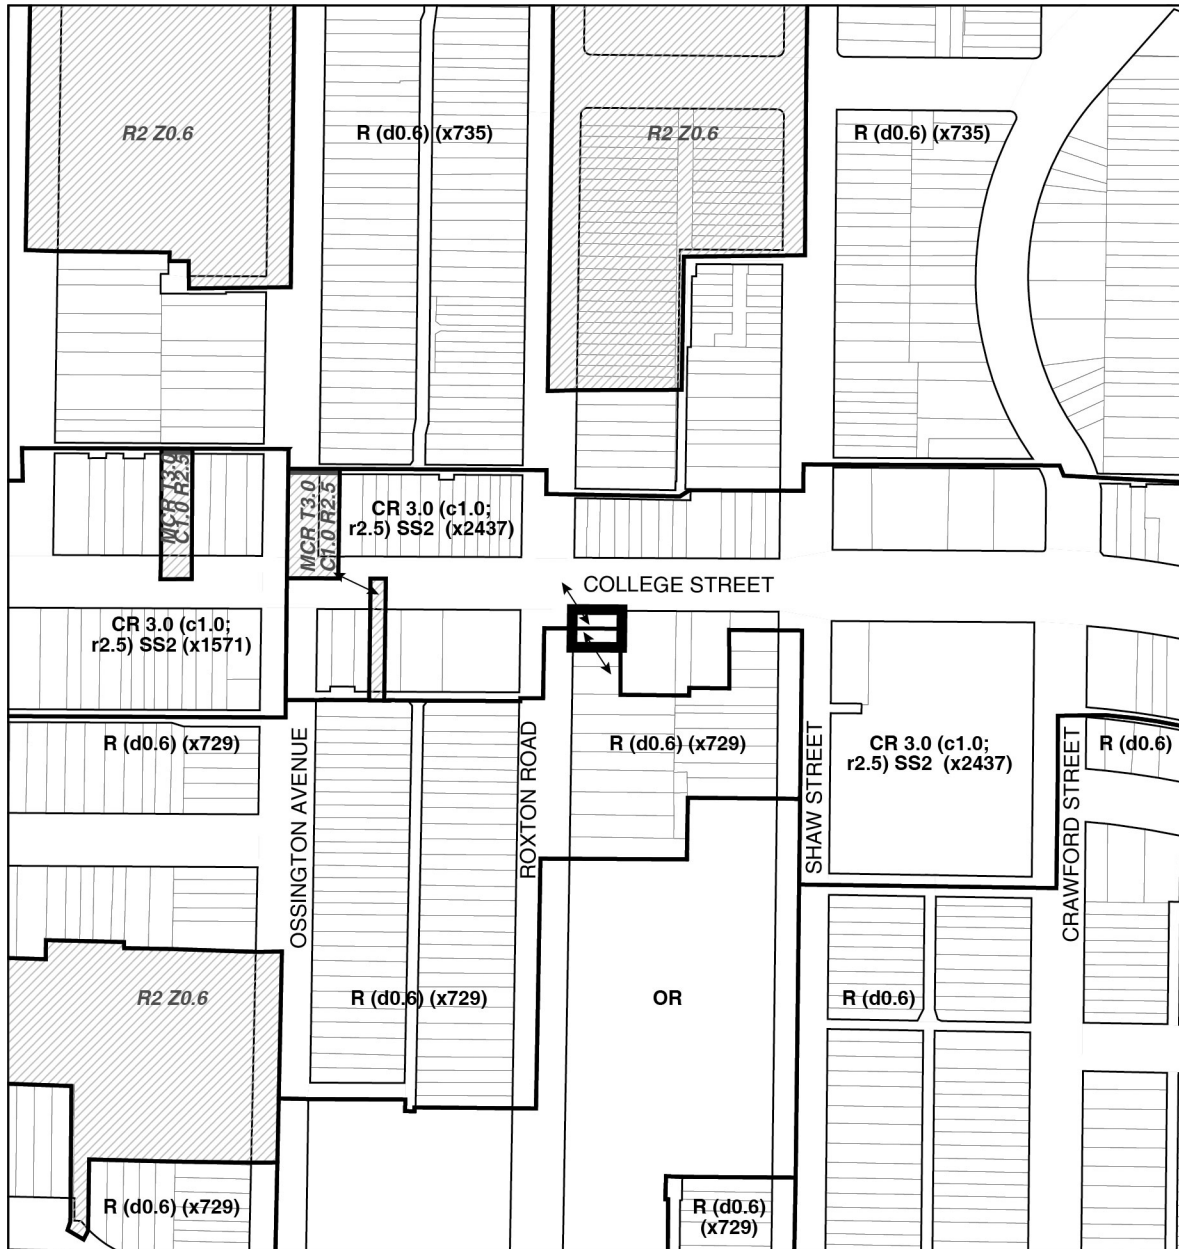 R2 Z0.6
R (d0.6) (x735)
R2 Z0.6
R (d0.6) (x735)
MCR T3.0
C1.0 R2.5
MCR T3.0
C1.0 R2.5
CR 3.0 (c1.0;
r2.5) SS2 (x2437)
COLLEGE STREET
CR 3.0 (c1.0;
r2.5) SS2 (x1571)
R (d0.6) (x729)
OSSINGTON AVENUE
ROXTON ROAD
R (d0.6) (x729)
SHAW STREET
CR 3.0 (c1.0;
r2.5) SS2 (x2437)
CRAWFORD STREET
R (d0.6)
R2 Z0.6
R (d0.6) (x729)
OR
R (d0.6)
R (d0.6) (x729)
R (d0.6)
(x729)